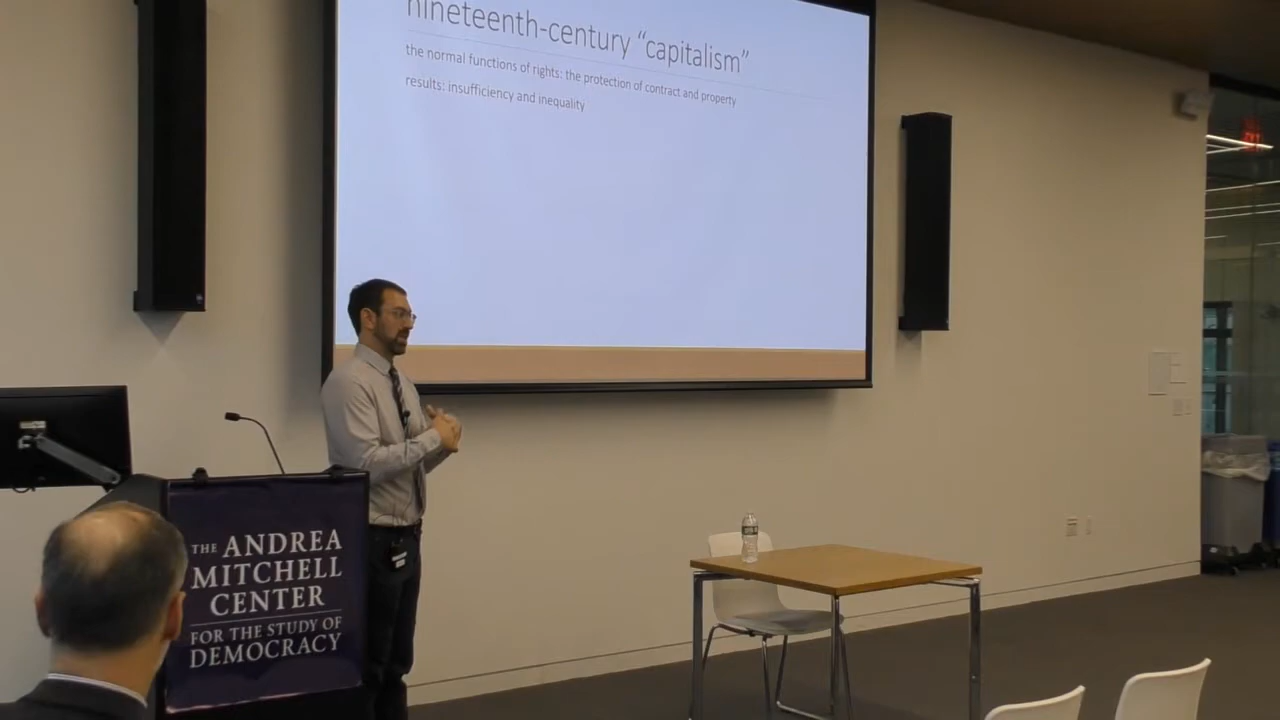 nineteenth-century “capitalism”
the normal functions of rights: the protection of contract and property
results: insufficiency and inequality
THE ANDREA
MITCHELL
CENTER
FOR THE STUDY OF
DEMOCRACY